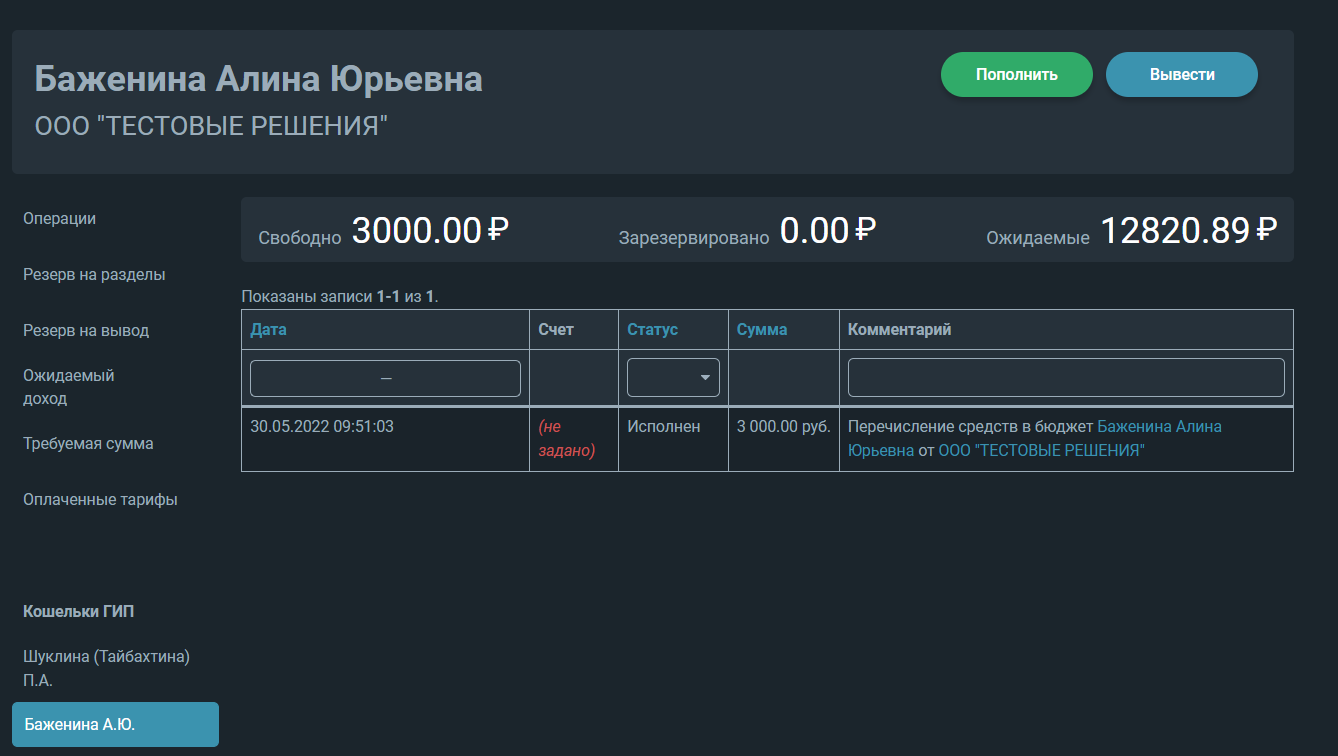 Баженина Алина Юрьевна
ООО "ТЕСТОВЫЕ РЕШЕНИЯ"
Пополнить
Вывести
Операции
Резерв на разделы
Резерв на вывод
Ожидаемый
доход
Требуемая сумма
Оплаченные тарифы
Кошельки ГИП
Шуклина (Тайбахтина)
П.А.
Баженина А.Ю.
Свободно 3000.00 ₽
Зарезервировано 0.00 ₽
Ожидаемые 12820.89 ₽
Показаны записи 1-1 из 1.
Дата Счет Статус Сумма Комментарий
—
30.05.2022 09:51:03 (не Исполнен 3 000.00 руб. Перечисление средств в бюджет Баженина Алина
задано) Юрьевна от ООО "ТЕСТОВЫЕ РЕШЕНИЯ"